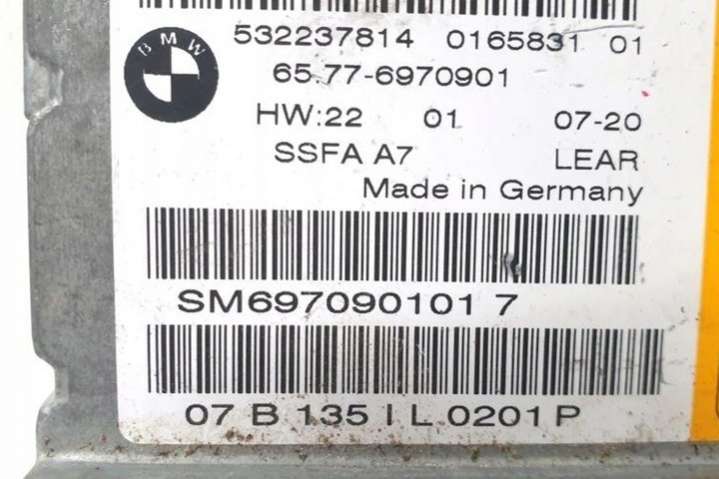 BMW
532237814 0165831 01
65.77-6970901
HW:22 01 07-20
SSFA A7 LEAR
Made in Germany
SM697090101 7
07 B 135 I L 0201 P